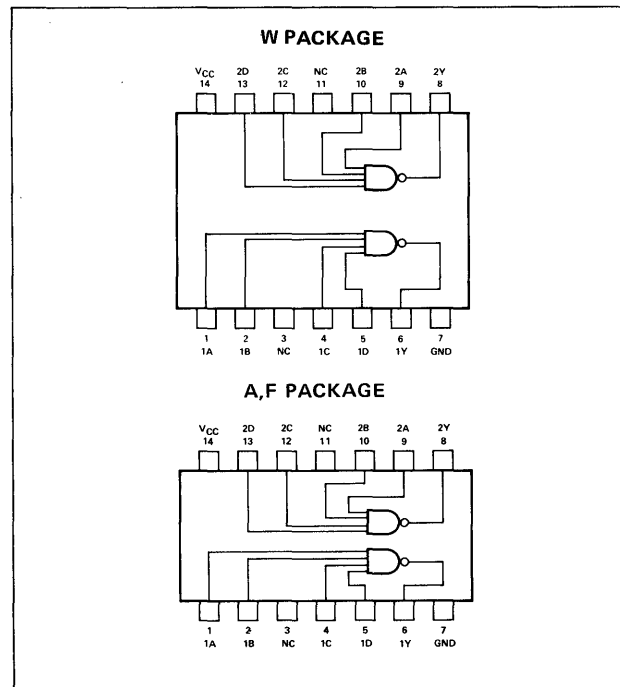 W PACKAGE
VCC 2D 2C NC 2B 2A 2Y
14 13 12 11 10 9 8
1 2 3 4 5 6 7
1A 1B NC 1C 1D 1Y GND
A,F PACKAGE
VCC 2D 2C NC 2B 2A 2Y
14 13 12 11 10 9 8
1 2 3 4 5 6 7
1A 1B NC 1C 1D 1Y GND